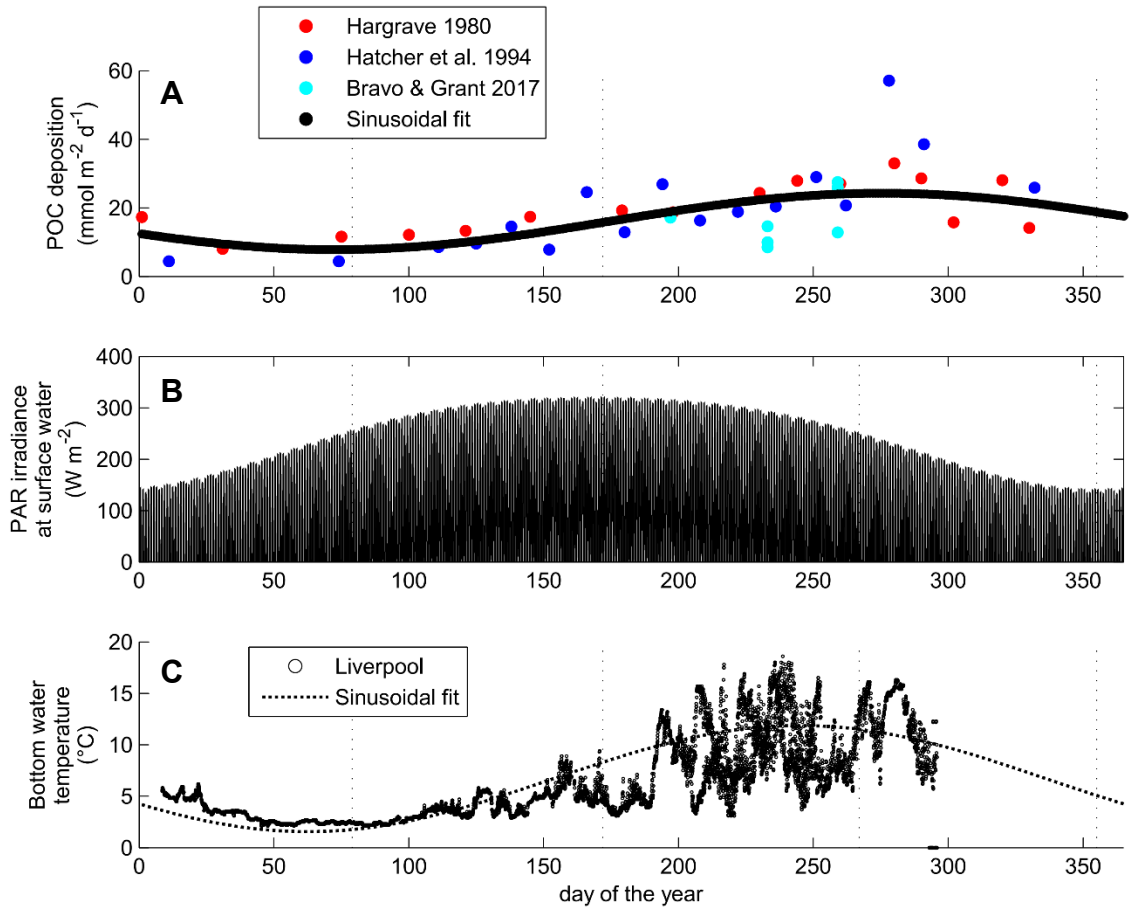 Hargrave 1980
Hatcher et al. 1994
Bravo & Grant 2017
Sinusoidal fit
A
POC deposition
(mmol m-2 d-1)
60
40
20
0
0 50 100 150 200 250 300 350
B
PAR irradiance
at surface water
(W m-2)
400
300
200
100
0
0 50 100 150 200 250 300 350
C
Liverpool
Sinusoidal fit
Bottom water
temperature
(°C)
20
15
10
5
0
0 50 100 150 200 250 300 350
day of the year